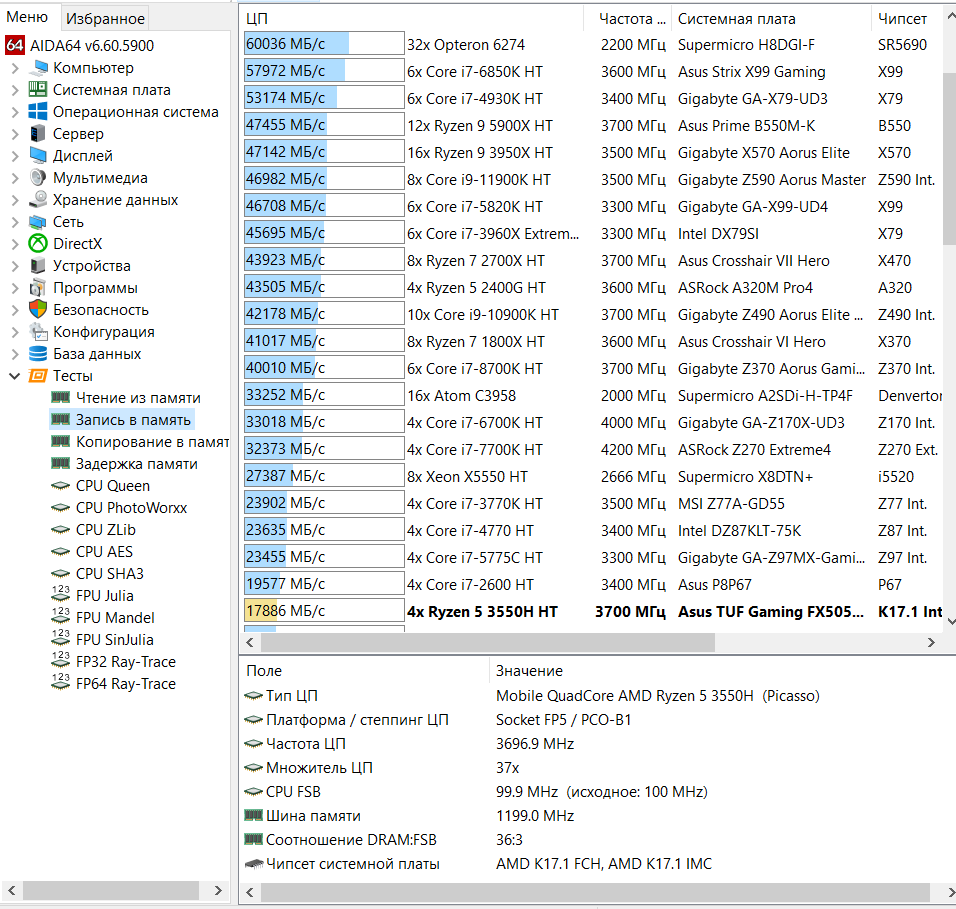 Меню Избранное
AIDA64 v6.60.5900
Компьютер
Системная плата
Операционная система
Сервер
Дисплей
Мультимедиа
Хранение данных
Сеть
DirectX
Устройства
Программы
Безопасность
Конфигурация
База данных
Тесты
Чтение из памяти
Запись в память
Копирование в памят
Задержка памяти
CPU Queen
CPU PhotoWorxx
CPU ZLib
CPU AES
CPU SHA3
FPU Julia
FPU Mandel
FPU SinJulia
FP32 Ray-Trace
FP64 Ray-Trace
ЦП Частота ... Системная плата Чипсет
60036 МБ/с 32x Opteron 6274 2200 МГц Supermicro H8DGI-F SR5690
57972 МБ/с 6x Core i7-6850K HT 3600 МГц Asus Strix X99 Gaming X99
53174 МБ/с 6x Core i7-4930K HT 3400 МГц Gigabyte GA-X79-UD3 X79
47455 МБ/с 12x Ryzen 9 5900X HT 3700 МГц Asus Prime B550M-K B550
47142 МБ/с 16x Ryzen 9 3950X HT 3500 МГц Gigabyte X570 Aorus Elite X570
46982 МБ/с 8x Core i9-11900K HT 3500 МГц Gigabyte Z590 Aorus Master Z590 Int.
46708 МБ/с 6x Core i7-5820K HT 3300 МГц Gigabyte GA-X99-UD4 X99
45695 МБ/с 6x Core i7-3960X Extrem... 3300 МГц Intel DX79SI X79
43923 МБ/с 8x Ryzen 7 2700X HT 3700 МГц Asus Crosshair VII Hero X470
43505 МБ/с 4x Ryzen 5 2400G HT 3600 МГц ASRock A320M Pro4 A320
42178 МБ/с 10x Core i9-10900K HT 3700 МГц Gigabyte Z490 Aorus Elite ... Z490 Int.
41017 МБ/с 8x Ryzen 7 1800X HT 3600 МГц Asus Crosshair VI Hero X370
40010 МБ/с 6x Core i7-8700K HT 3700 МГц Gigabyte Z370 Aorus Gami... Z370 Int.
33252 МБ/с 16x Atom C3958 2000 МГц Supermicro A2SDi-H-TP4F Denverton
33018 МБ/с 4x Core i7-6700K HT 4000 МГц Gigabyte GA-Z170X-UD3 Z170 Int.
32373 МБ/с 4x Core i7-7700K HT 4200 МГц ASRock Z270 Extreme4 Z270 Ext.
27387 МБ/с 8x Xeon X5550 HT 2666 МГц Supermicro X8DTN+ i5520
23902 МБ/с 4x Core i7-3770K HT 3500 МГц MSI Z77A-GD55 Z77 Int.
23635 МБ/с 4x Core i7-4770 HT 3400 МГц Intel DZ87KLT-75K Z87 Int.
23455 МБ/с 4x Core i7-5775C HT 3300 МГц Gigabyte GA-Z97MX-Gami... Z97 Int.
19577 МБ/с 4x Core i7-2600 HT 3400 МГц Asus P8P67 P67
17886 МБ/с 4x Ryzen 5 3550H HT 3700 МГц Asus TUF Gaming FX505... K17.1 Int
Поле Значение
Тип ЦП Mobile QuadCore AMD Ryzen 5 3550H (Picasso)
Платформа / степпинг ЦП Socket FP5 / PCO-B1
Частота ЦП 3696.9 MHz
Множитель ЦП 37x
CPU FSB 99.9 MHz (исходное: 100 MHz)
Шина памяти 1199.0 MHz
Соотношение DRAM:FSB 36:3
Чипсет системной платы AMD K17.1 FCH, AMD K17.1 IMC